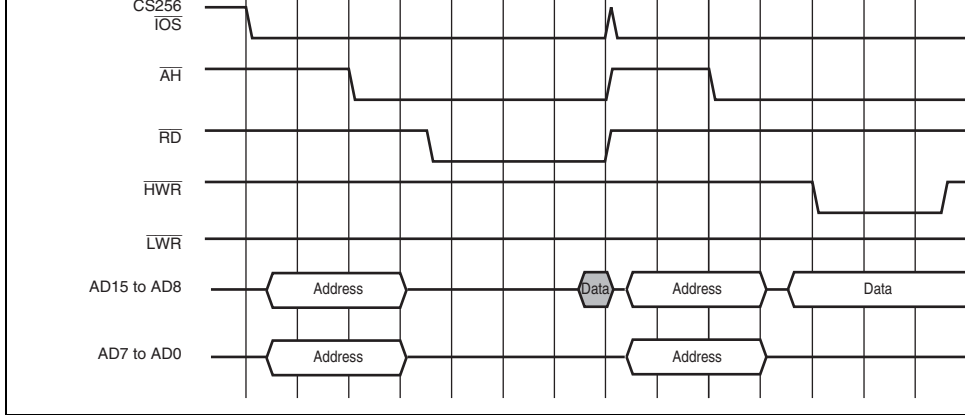 CS256
IOS
AH
RD
HWR
LWR
AD15 to AD8 Address Data Address Data
AD7 to AD0 Address Address